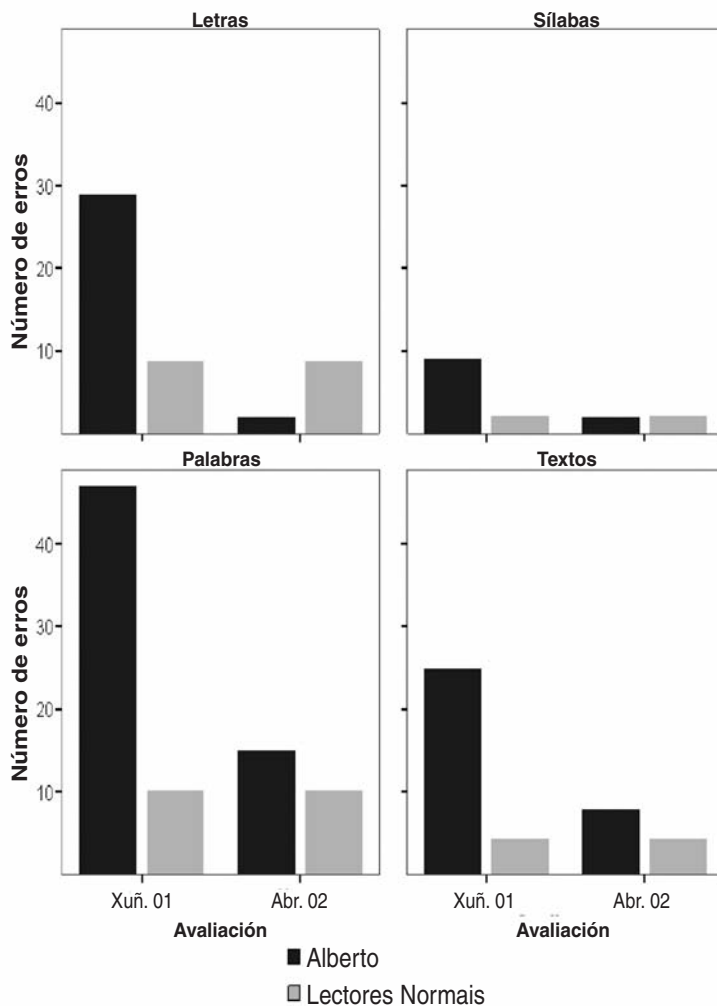 Letras
Sílabas
Número de erros
40
30
20
10
Palabras
Textos
Número de erros
40
30
20
10
Xuñ. 01
Abr. 02
Xuñ. 01
Abr. 02
Avaliación
Avaliación
Alberto
Lectores Normais